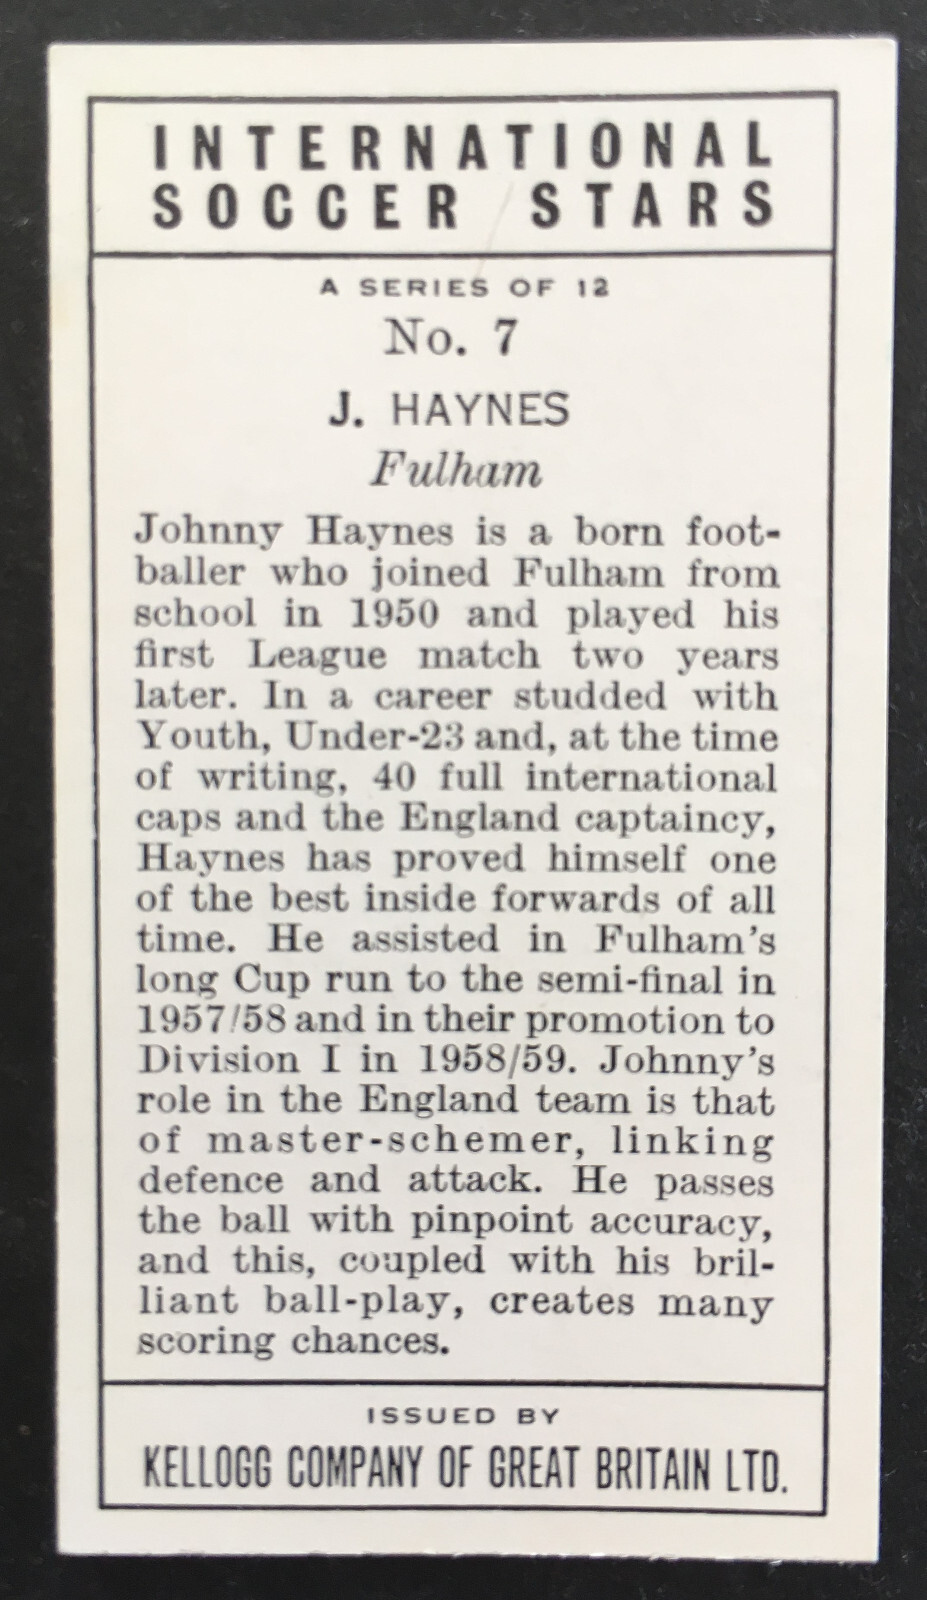 INTERNATIONAL
SOCCER STARS
A SERIES OF 12
No. 7
J. HAYNES
Fulham
Johnny Haynes is a born foot-
baller who joined Fulham from
school in 1950 and played his
first League match two years
later. In a career studded with
Youth, Under-23 and, at the time
of writing, 40 full international
caps and the England captaincy,
Haynes has proved himself one
of the best inside forwards of all
time. He assisted in Fulham's
long Cup run to the semi-final in
1957/58 and in their promotion to
Division I in 1958/59. Johnny's
role in the England team is that
of master-schemer, linking
defence and attack. He passes
the ball with pinpoint accuracy,
and this, coupled with his bril-
liant ball-play, creates many
scoring chances.
ISSUED BY
KELLOGG COMPANY OF GREAT BRITAIN LTD.